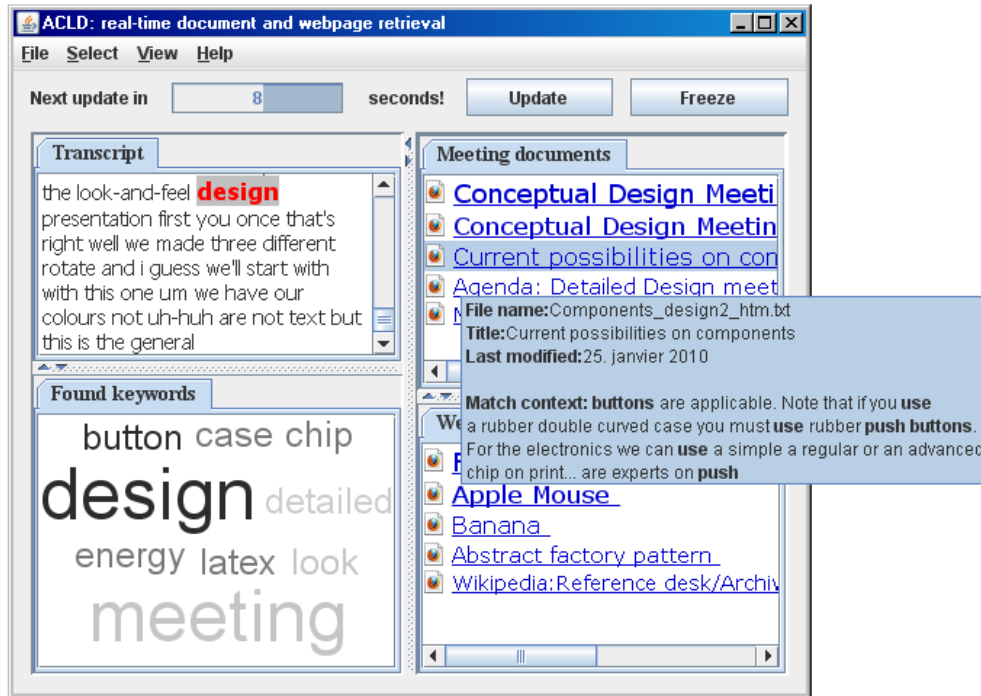 ACLD: real-time document and webpage retrieval
File Select View Help
Next update in 8 seconds! Update Freeze
Transcript
the look-and-feel design
presentation first you once that's
right well we made three different
rotate and i guess we'll start with
with this one um we have our
colours not uh-huh are not text but
this is the general
Found keywords
button case chip
design detailed
energy latex look
meeting
Meeting documents
Conceptual Design Meeti
Conceptual Design Meetin
Current possibilities on con
Agenda: Detailed Design meet
File name:Components_design2_htm.txt
Title:Current possibilities on components
Last modified:25. janvier 2010
Match context: buttons are applicable. Note that if you use
a rubber double curved case you must use rubber push buttons.
For the electronics we can use a simple a regular or an advanced
chip on print... are experts on push
Apple Mouse
Banana
Abstract factory pattern
Wikipedia:Reference desk/Archiv